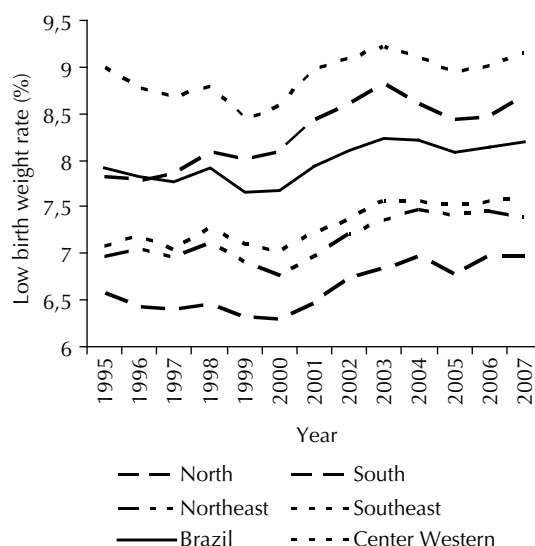 9,5
9
8,5
8
7,5
7
6,5
6
Low birth weight rate (%)
1995
1996
1997
1998
1999
2000
2001
2002
2003
2004
2005
2006
2007
Year
North
South
Northeast
Southeast
Brazil
Center Western